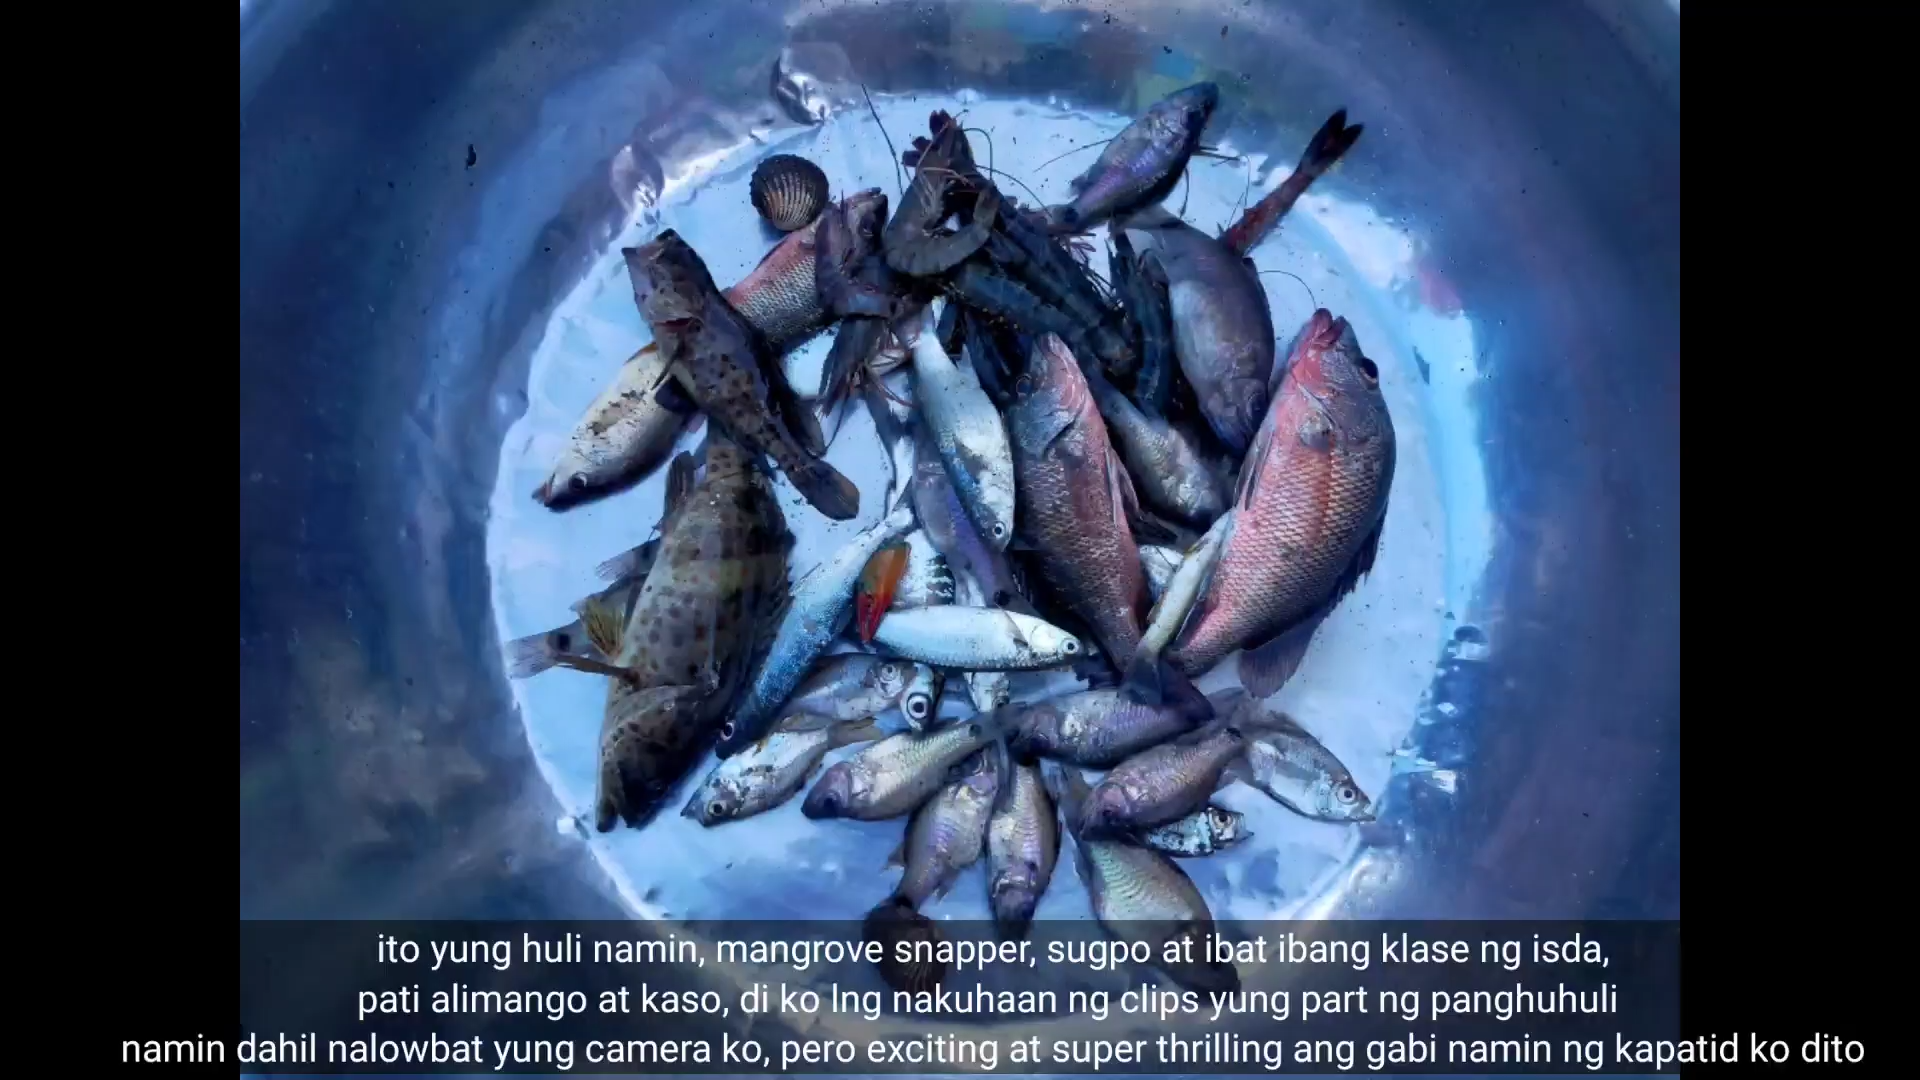 ito yung huli namin, mangrove snapper, sugpo at ibat ibang klase ng isda,
pati alimango at kaso, di ko lng nakuhaan ng clips yung part ng panghuhuli
namin dahil nalowbat yung camera ko, pero exciting at super thrilling ang gabi namin ng kapatid ko dito